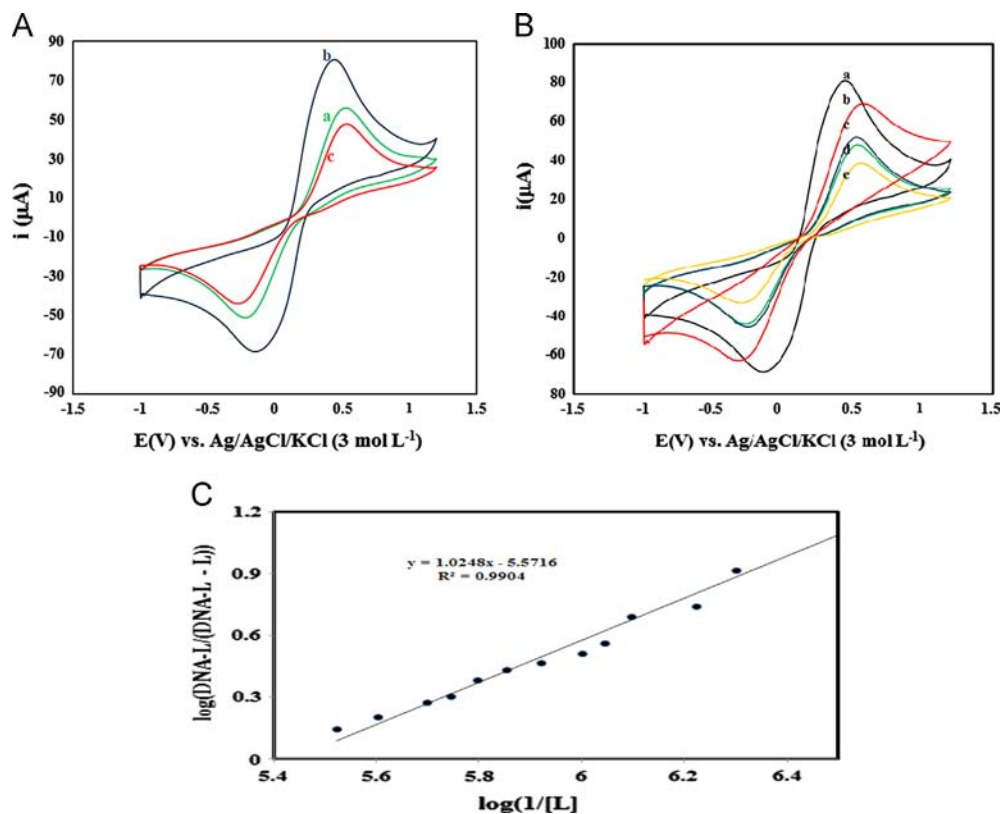 A
90
70
50
30
10
-10
-30
-50
-70
-90
i (μA)
b
a
c
-1.5
-1
-0.5
0
0.5
1
1.5
E(V) vs. Ag/AgCl/KCl (3 mol L-1)
B
100
80
60
40
20
0
-20
-40
-60
80
i(μA)
a
b
c
d
e
-1.5
-1
-0.5
0
0.5
1
1.5
E(V) vs. Ag/AgCl/KCl (3 mol L-1)
C
1.2
0.9
0.6
0.3
0
log(DNA-L/(DNA-L - L))
y = 1.0248x - 5.5716
R² = 0.9904
5.4
5.6
5.8
6
6.2
6.4
log(1/[L]